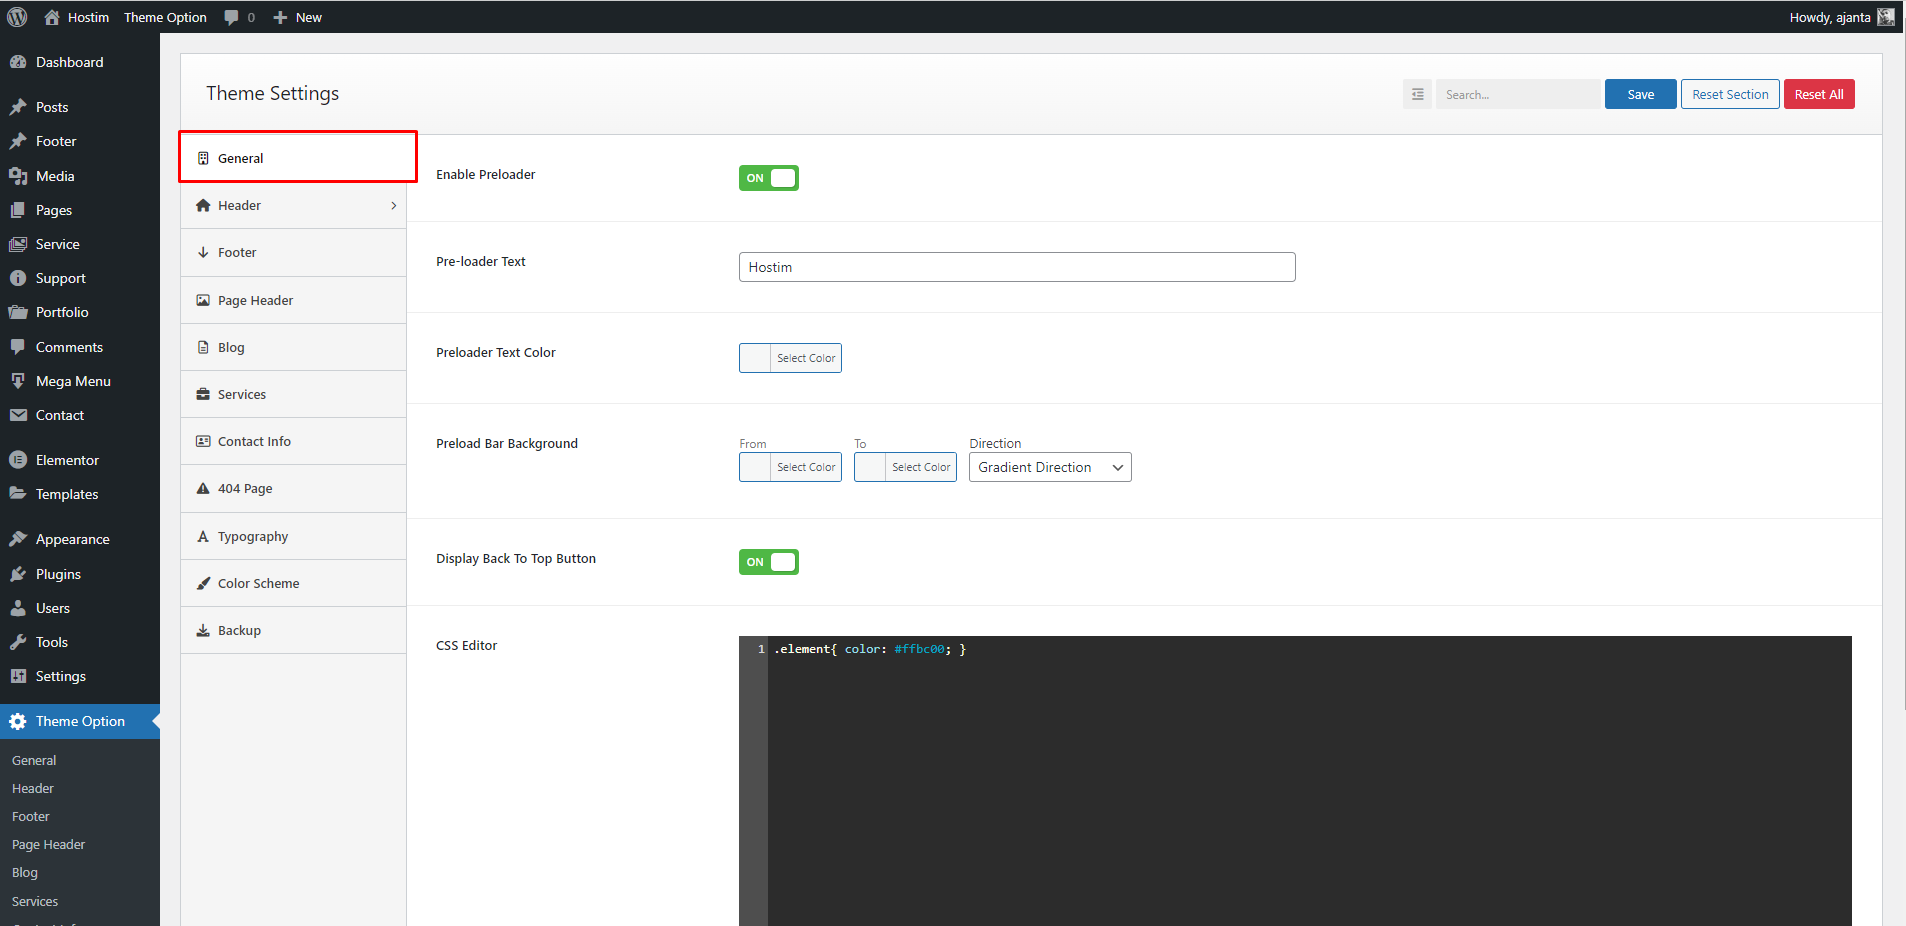 Hostim Theme Option 0 New Howdy, ajanta
Dashboard
Posts
Footer
Media
Pages
Service
Support
Portfolio
Comments
Mega Menu
Contact
Elementor
Templates
Appearance
Plugins
Users
Tools
Settings
Theme Option
General
Header
Footer
Page Header
Blog
Services
Theme Settings
Search... Save Reset Section Reset All
General
Header
Footer
Page Header
Blog
Services
Contact Info
404 Page
Typography
Color Scheme
Backup
Enable Preloader ON
Pre-loader Text Hostim
Preloader Text Color Select Color
Preload Bar Background
From To Direction
Select Color Select Color Gradient Direction
Display Back To Top Button ON
CSS Editor
1 .element{ color: #ffbc00; }